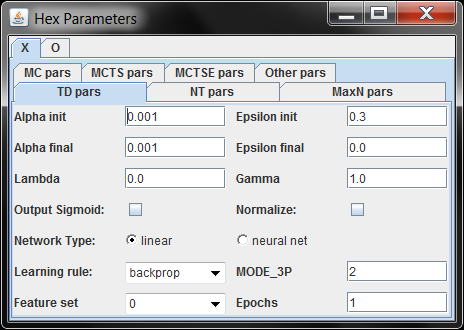 Hex Parameters
X O
MC pars MCTS pars MCTSE pars Other pars
TD pars NT pars MaxN pars
Alpha init 0.001 Epsilon init 0.3
Alpha final 0.001 Epsilon final 0.0
Lambda 0.0 Gamma 1.0
Output Sigmoid: Normalize:
Network Type: linear neural net
Learning rule: backprop MODE_3P 2
Feature set 0 Epochs 1